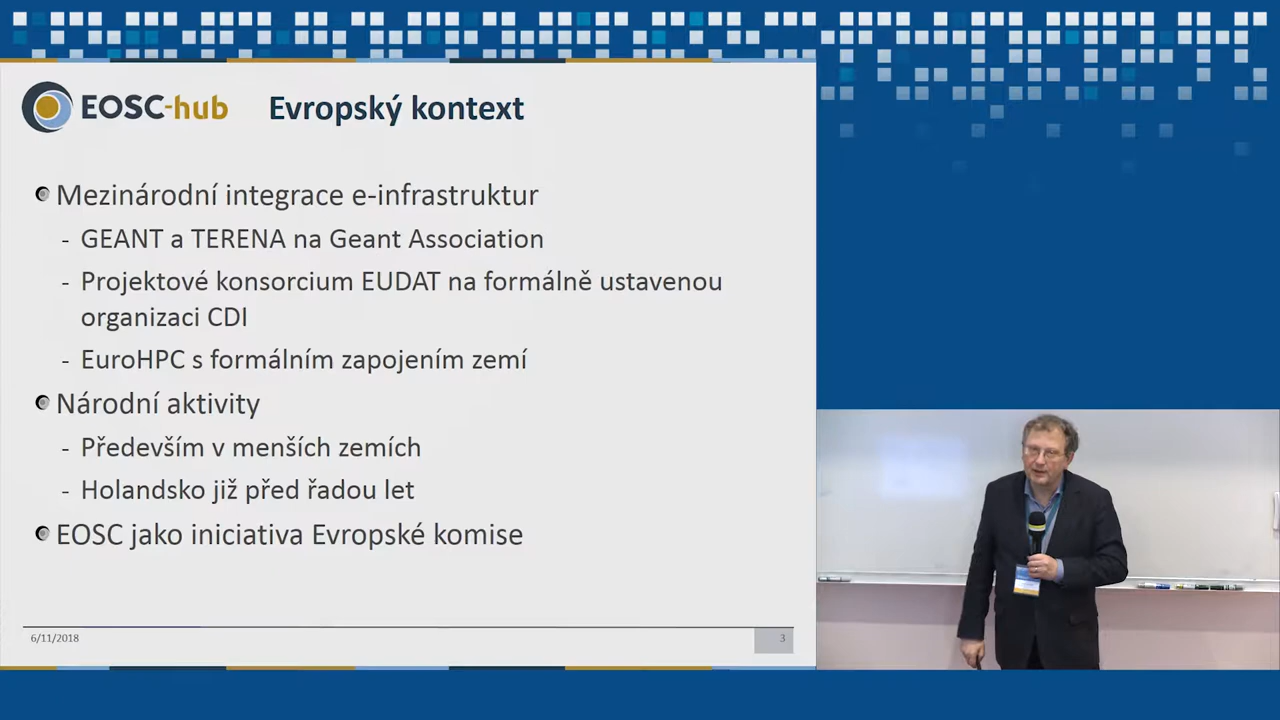 EOSC-hub
Evropský kontext
Mezinárodní integrace e-infrastruktur
- GEANT a TERENA na Geant Association
- Projektové konsorcium EUDAT na formálně ustavenou
organizaci CDI
- EuroHPC s formálním zapojením zemí
Národní aktivity
- Především v menších zemích
- Holandsko již před řadou let
EOSC jako iniciativa Evropské komise
6/11/2018
3